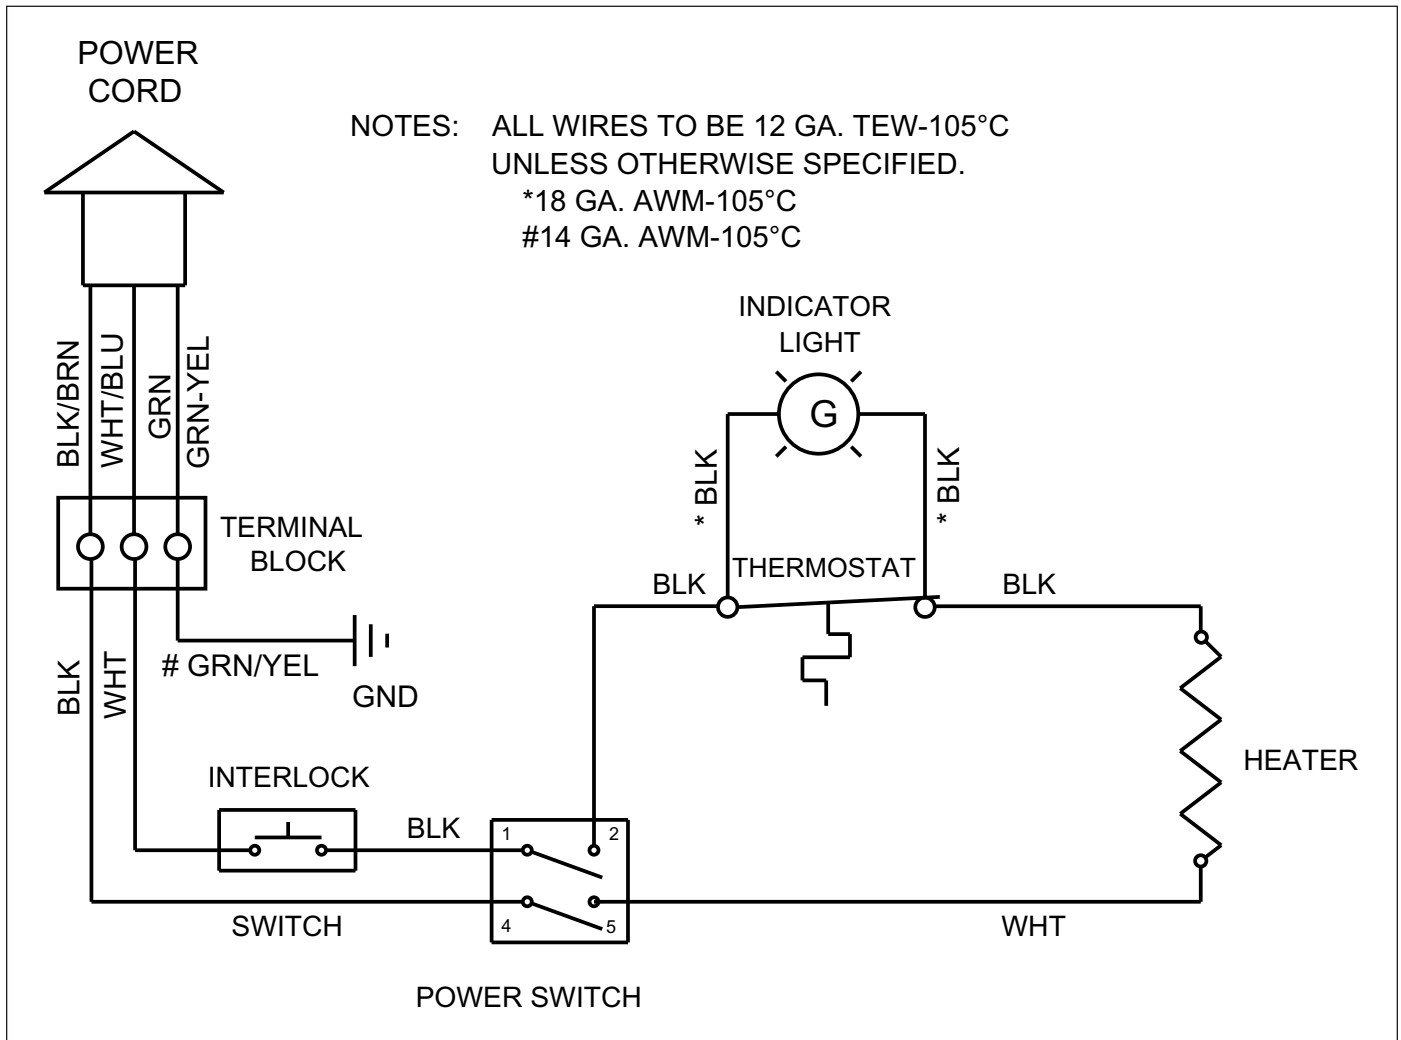 POWER
CORD
NOTES: ALL WIRES TO BE 12 GA. TEW-105°C
UNLESS OTHERWISE SPECIFIED.
*18 GA. AWM-105°C
#14 GA. AWM-105°C
INDICATOR
LIGHT
G
BLK/BRN
WHT/BLU
GRN
GRN-YEL
* BLK
* BLK
TERMINAL
BLOCK
THERMOSTAT
BLK
BLK
# GRN/YEL
GND
BLK
WHT
HEATER
INTERLOCK
BLK
1
2
4
5
SWITCH
WHT
POWER SWITCH